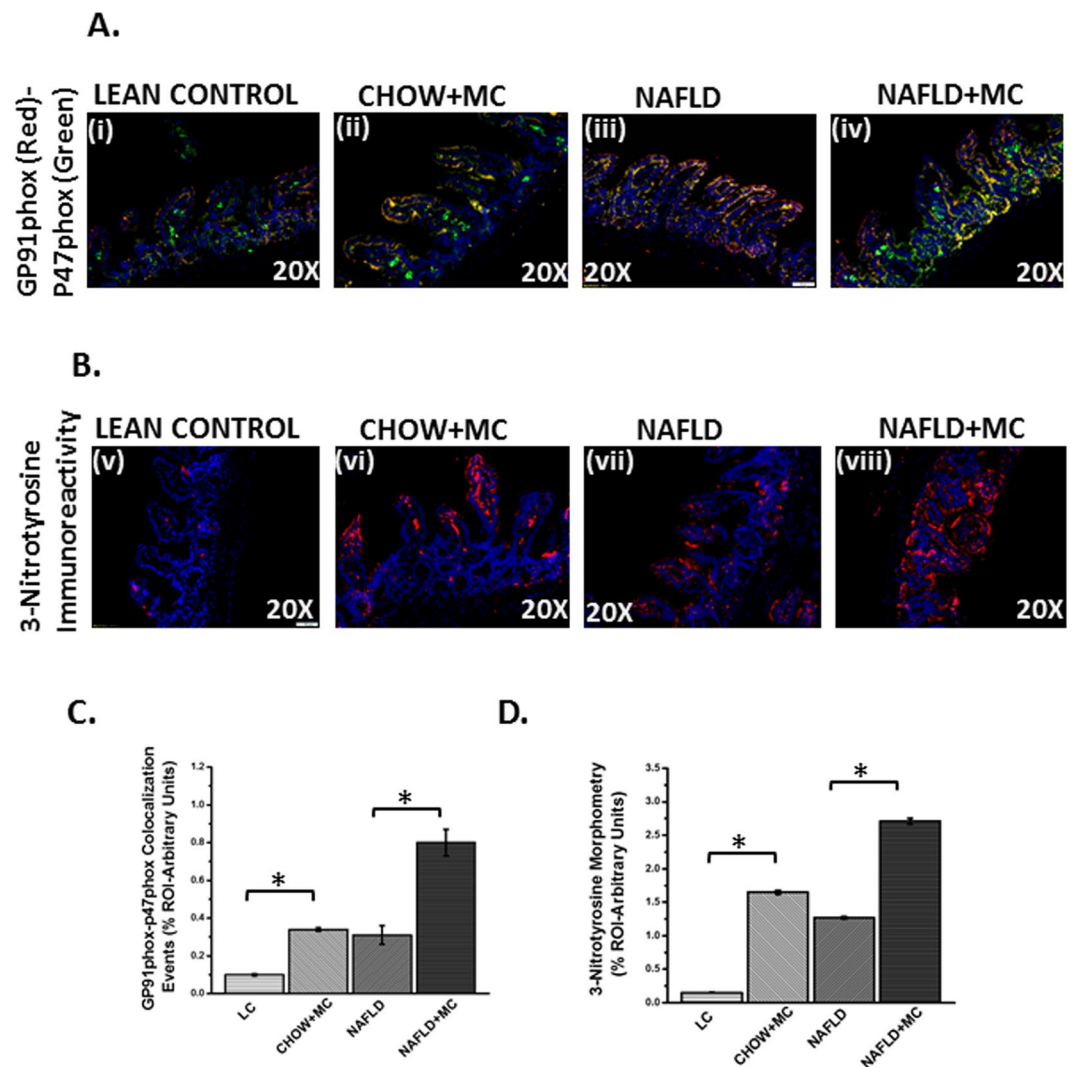 A.
GP91phox (Red)-
P47phox (Green)
LEAN CONTROL
CHOW+MC
NAFLD
NAFLD+MC
(i)
(ii)
(iii)
(iv)
20X
20X
20X
20X
B.
3-Nitrotyrosine
Immunoreactivity
LEAN CONTROL
CHOW+MC
NAFLD
NAFLD+MC
(v)
(vi)
(vii)
(viii)
20X
20X
20X
20X
C.
GP91phox-p47phox Colocalization
Events (% ROI-Arbitrary Units)
1.2
1.0
0.8
0.6
0.4
0.2
0.0
*
*
LC
CHOW+MC
NAFLD
NAFLD+MC
D.
3-Nitrotyrosine Morphometry
(% ROI-Arbitrary Units)
3.5
3.0
2.5
2.0
1.5
1.0
0.5
0.0
*
*
LC
CHOW+MC
NAFLD
NAFLD+MC